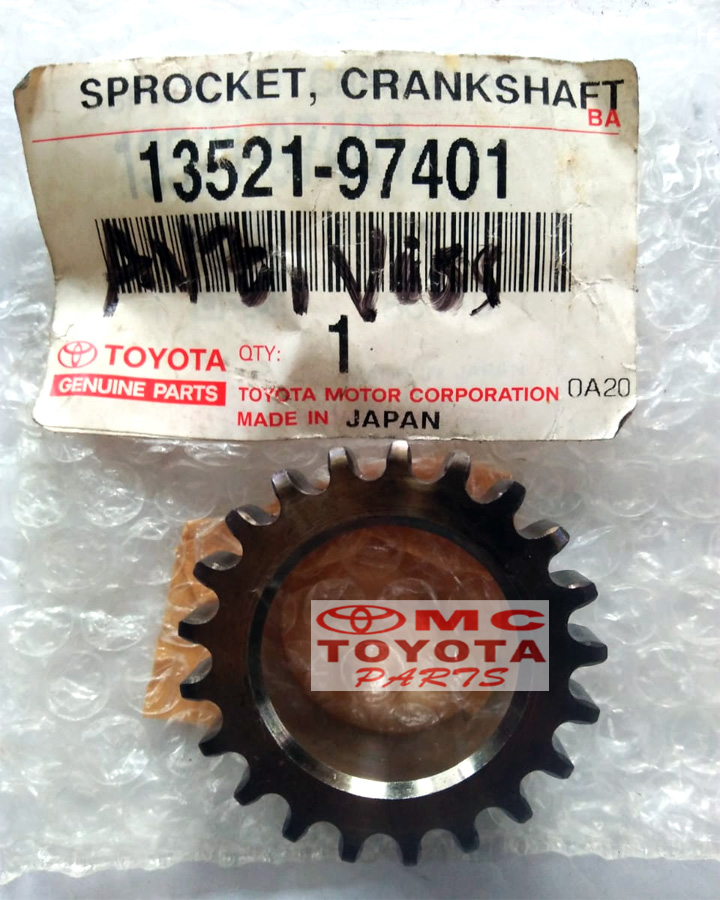 SPROCKET, CRANKSHAFT
BA
13521-97401
1
TOYOTA QTY:
GENUINE PARTS TOYOTA MOTOR CORPORATION 0A20
MADE IN JAPAN
MC
TOYOTA
PARTS